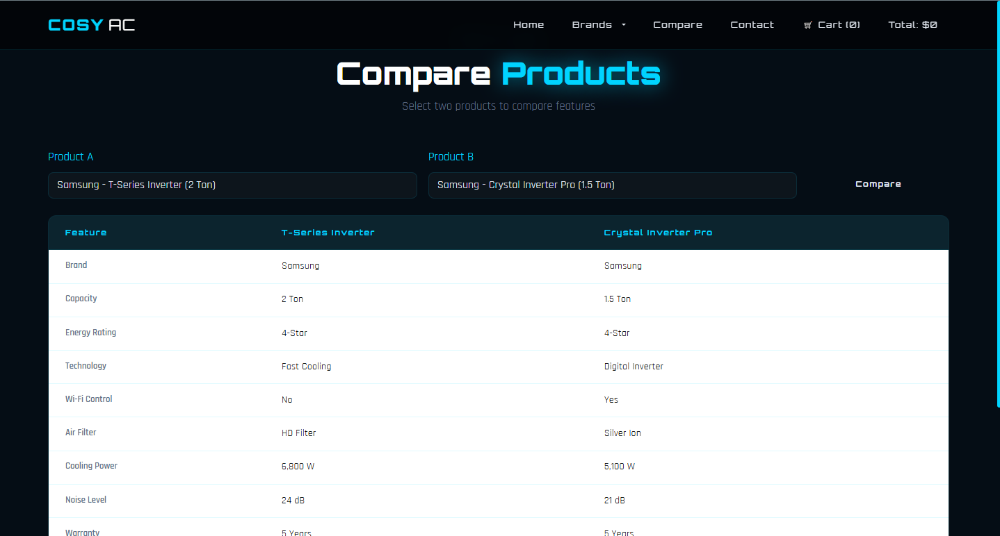 COSY AC Home Brands Compare Contact 🛒 Cart (0) Total: $0
Compare Products
Select two products to compare features
Product A Product B
Samsung - T-Series Inverter (2 Ton) Samsung - Crystal Inverter Pro (1.5 Ton) Compare
Feature T-Series Inverter Crystal Inverter Pro
Brand Samsung Samsung
Capacity 2 Ton 1.5 Ton
Energy Rating 4-Star 4-Star
Technology Fast Cooling Digital Inverter
Wi-Fi Control No Yes
Air Filter HD Filter Silver Ion
Cooling Power 6,800 W 5,100 W
Noise Level 24 dB 21 dB
Warranty 5 Years 5 Years